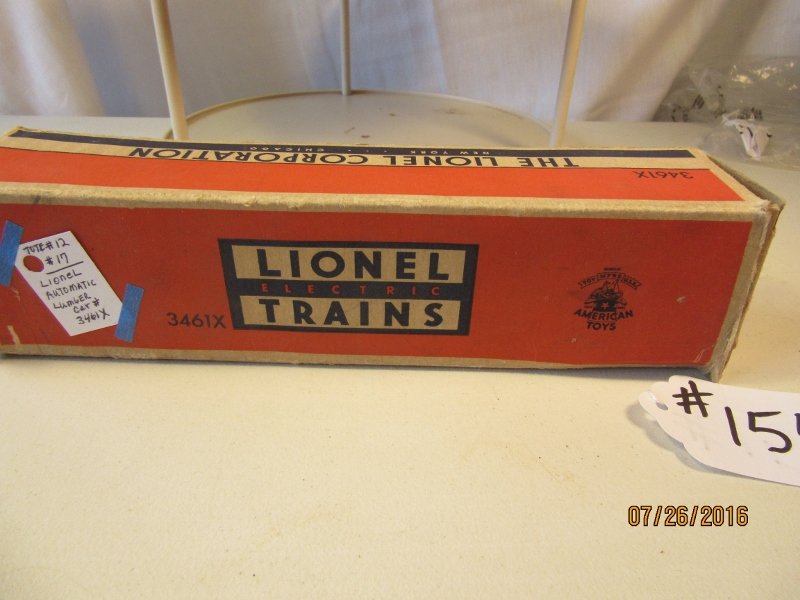 THE LIONEL CORPORATION
NEW YORK CHICAGO
3461X
TOTE #12
#17
LIONEL
AUTOMATIC
LUMBER
CAR #
3461X
LIONEL
ELECTRIC
TRAINS
3461X
AMERICAN
TOYS
# 15
07/26/2016